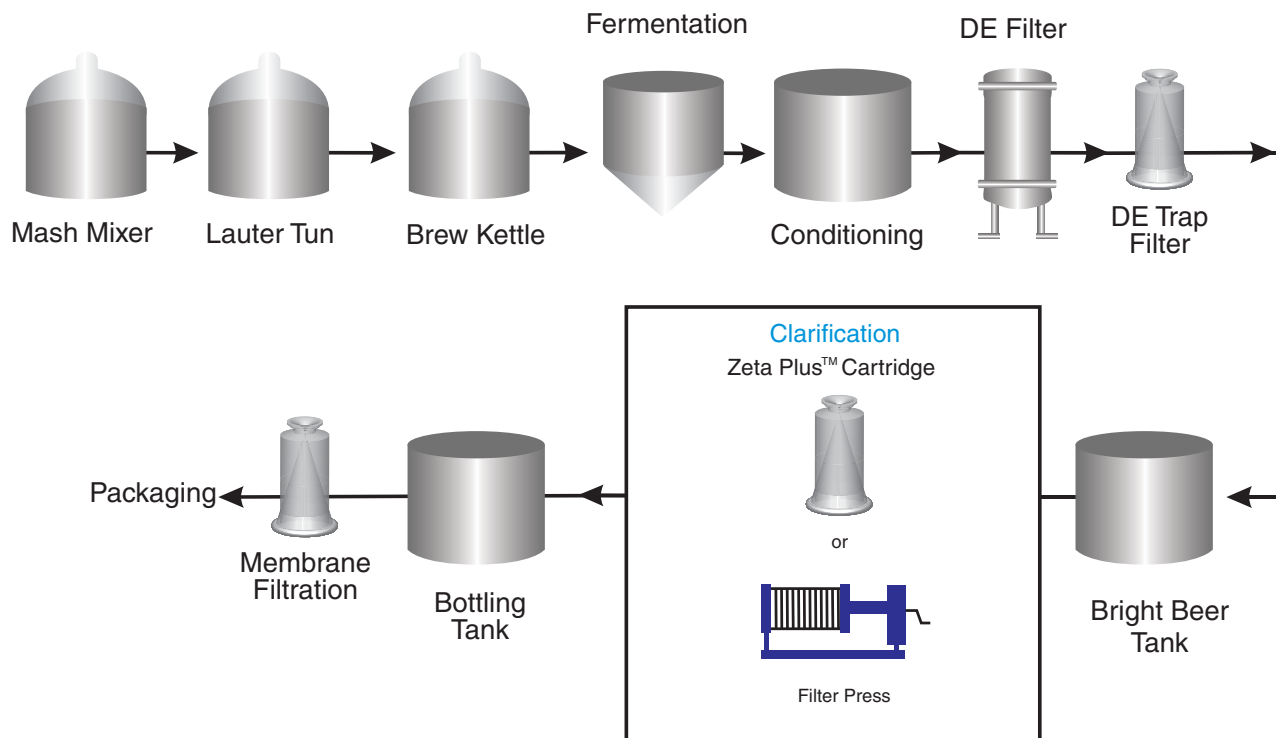 Fermentation
DE Filter
Mash Mixer
Lauter Tun
Brew Kettle
Conditioning
DE Trap
Filter
Clarification
Zeta Plus™ Cartridge
or
Filter Press
Bright Beer
Tank
Bottling
Tank
Membrane
Filtration
Packaging